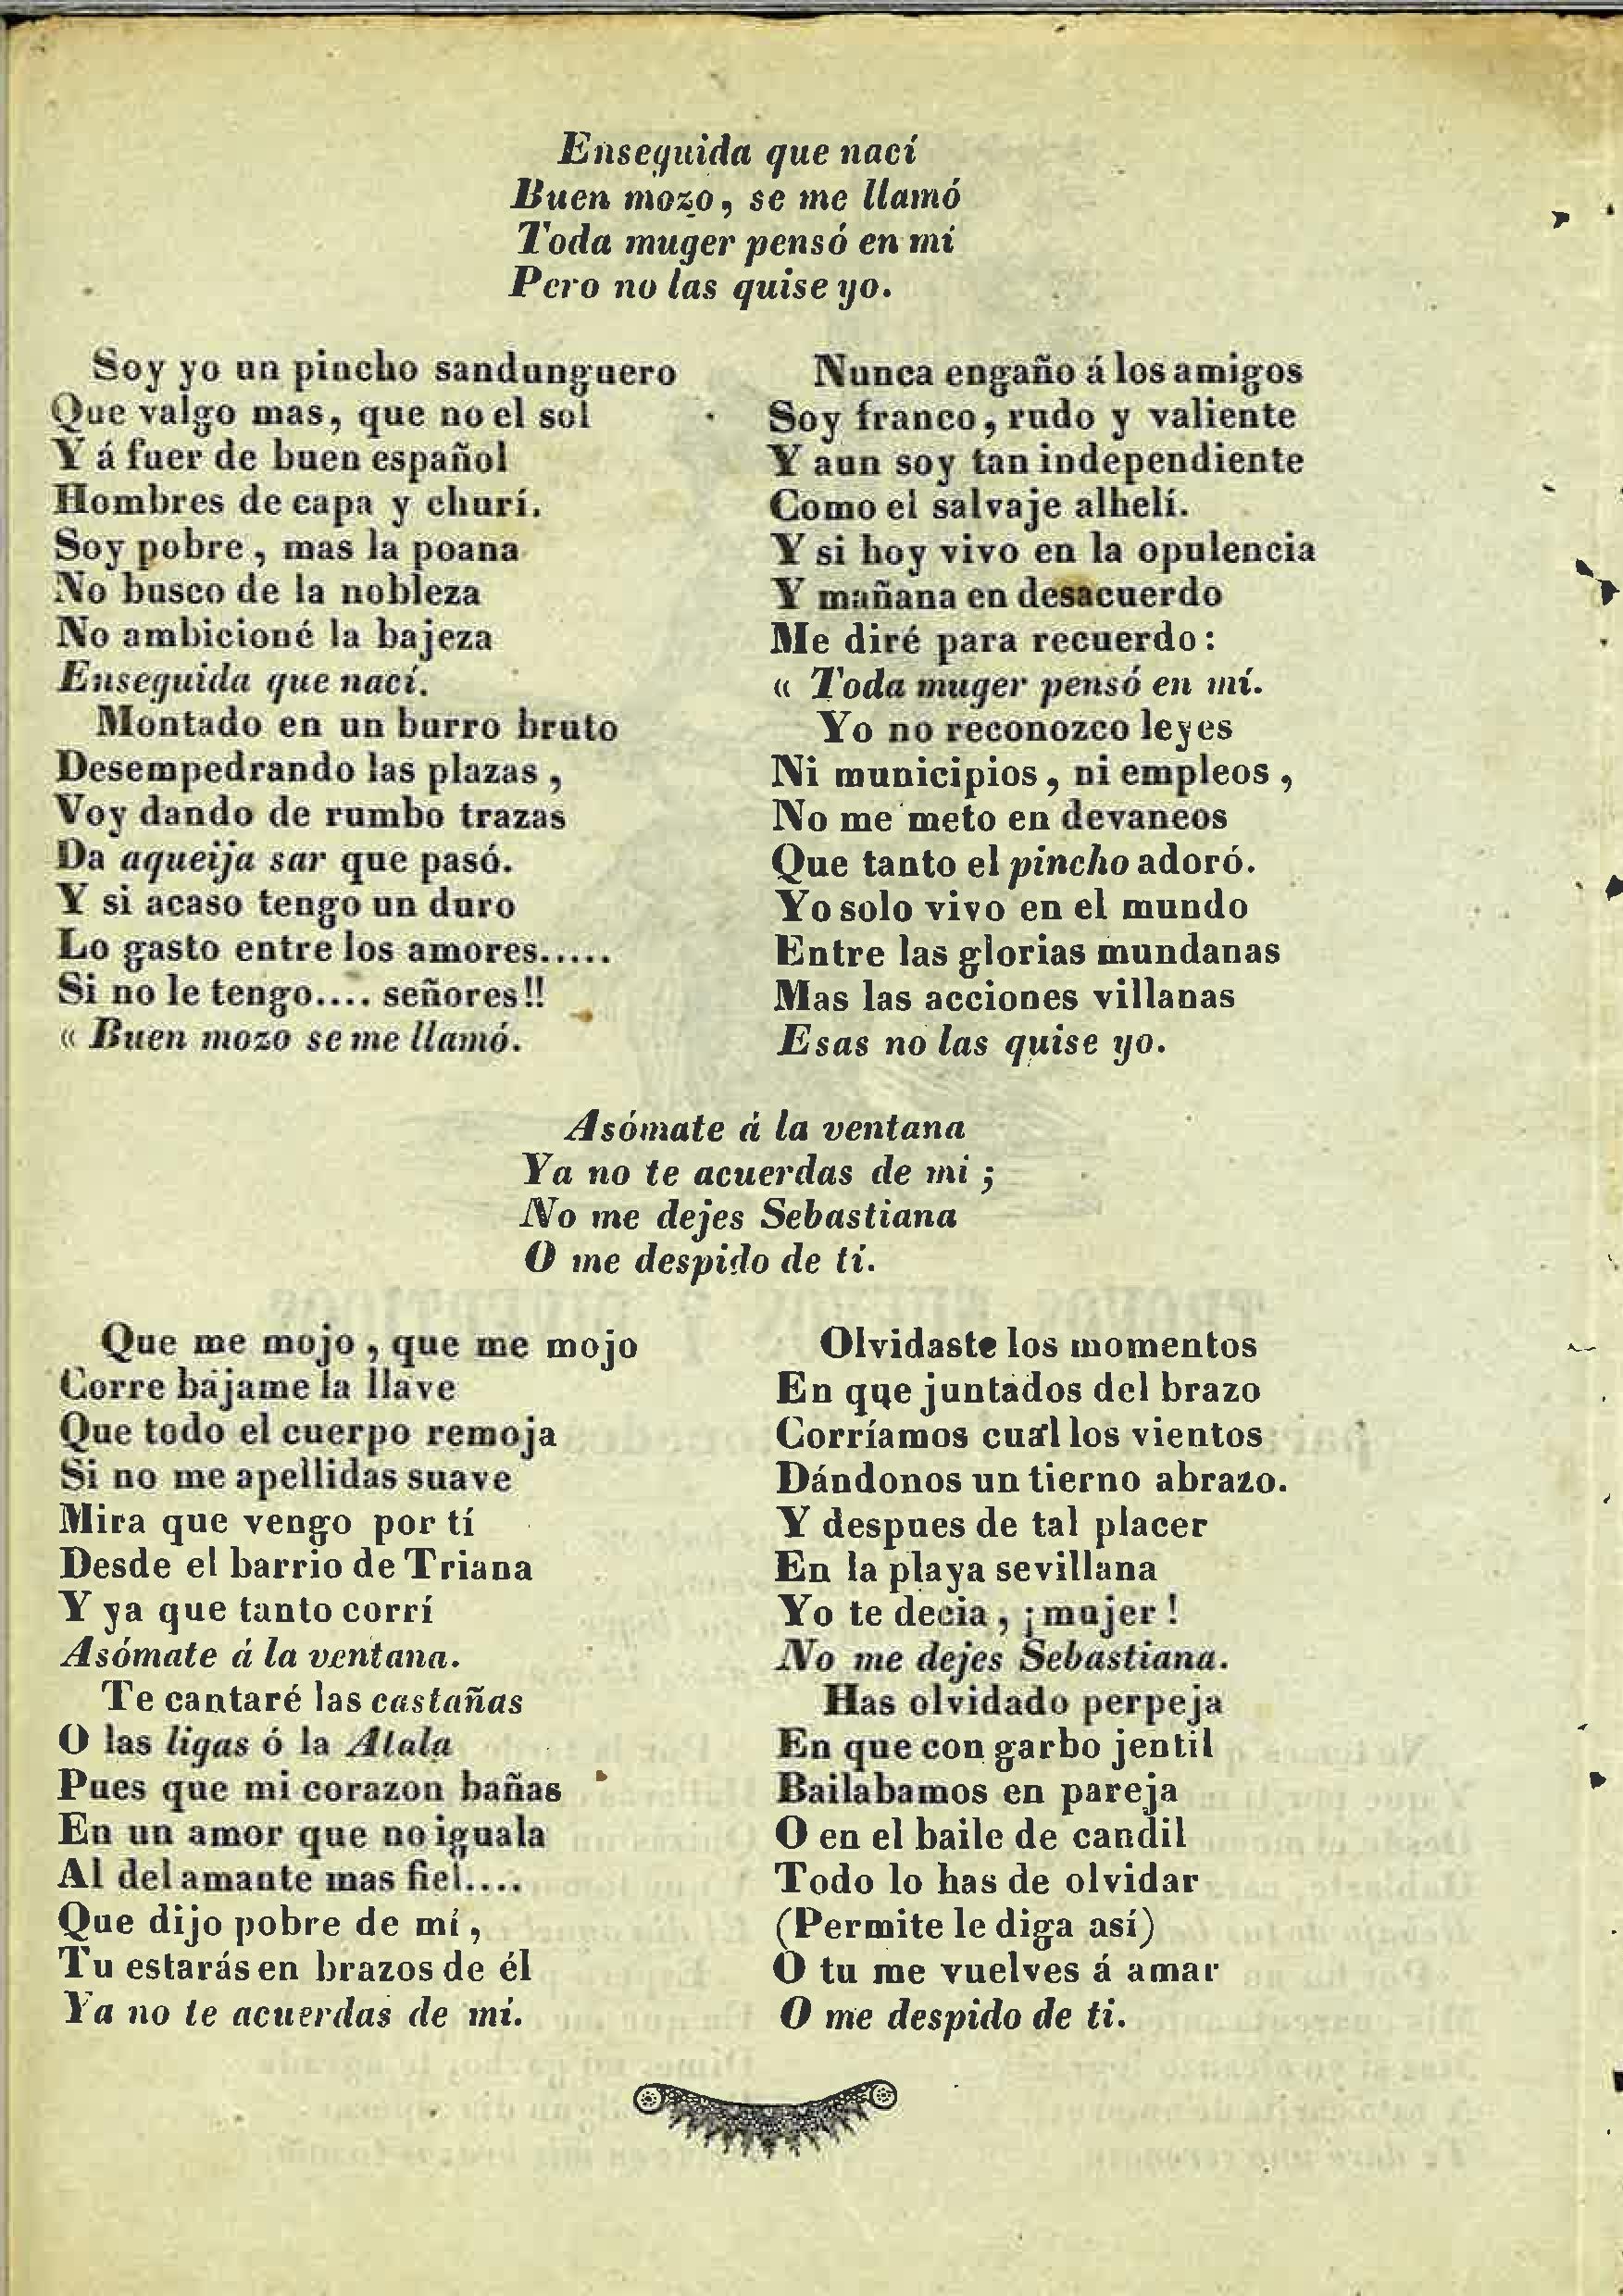 Enseguida que nací
Buen mozo, se me llamó
Toda muger pensó en mí
Pero no las quise yo.
Soy yo un pincho sandunguero
Que valgo mas, que no el sol
Y á fuer de buen español
Hombres de capa y churí.
Soy pobre, mas la poana
No busco de la nobleza
No ambicioné la bajeza
Enseguida que nací.
Montado en un burro bruto
Desempedrando las plazas,
Voy dando de rumbo trazas
Da aqueija sar que pasó.
Y si acaso tengo un duro
Lo gasto entre los amores.....
Si no le tengo.... señores!!
« Buen mozo se me llamó.
Nunca engaño á los amigos
Soy franco, rudo y valiente
Y aun soy tan independiente
Como el salvaje alhelí.
Y si hoy vivo en la opulencia
Y mañana en desacuerdo
Me diré para recuerdo:
« Toda muger pensó en mí.
Yo no reconozco leyes
Ni municipios, ni empleos,
No me meto en devaneos
Que tanto el pincho adoró.
Yo solo vivo en el mundo
Entre las glorias mundanas
Mas las acciones villanas
Esas no las quise yo.
Asómate á la ventana
Ya no te acuerdas de mi;
No me dejes Sebastiana
O me despido de tí.
Que me mojo, que me mojo
Corre bájame la llave
Que todo el cuerpo remoja
Si no me apellidas suave
Mira que vengo por tí
Desde el barrio de Triana
Y ya que tanto corrí
Asómate á la ventana.
Te cantaré las castañas
O las ligas ó la Atala
Pues que mi corazon bañas
En un amor que no iguala
Al del amante mas fiel....
Que dijo pobre de mí,
Tu estarás en brazos de él
Ya no te acuerdas de mí.
Olvidaste los momentos
En que juntados del brazo
Corríamos cual los vientos
Dándonos un tierno abrazo.
Y despues de tal placer
En la playa sevillana
Yo te decia, ¡mujer!
No me dejes Sebastiana.
Has olvidado perpeja
En que con garbo jentil
Bailabamos en pareja
O en el baile de candil
Todo lo has de olvidar
(Permite le diga así)
O tu me vuelves á amar
O me despido de ti.